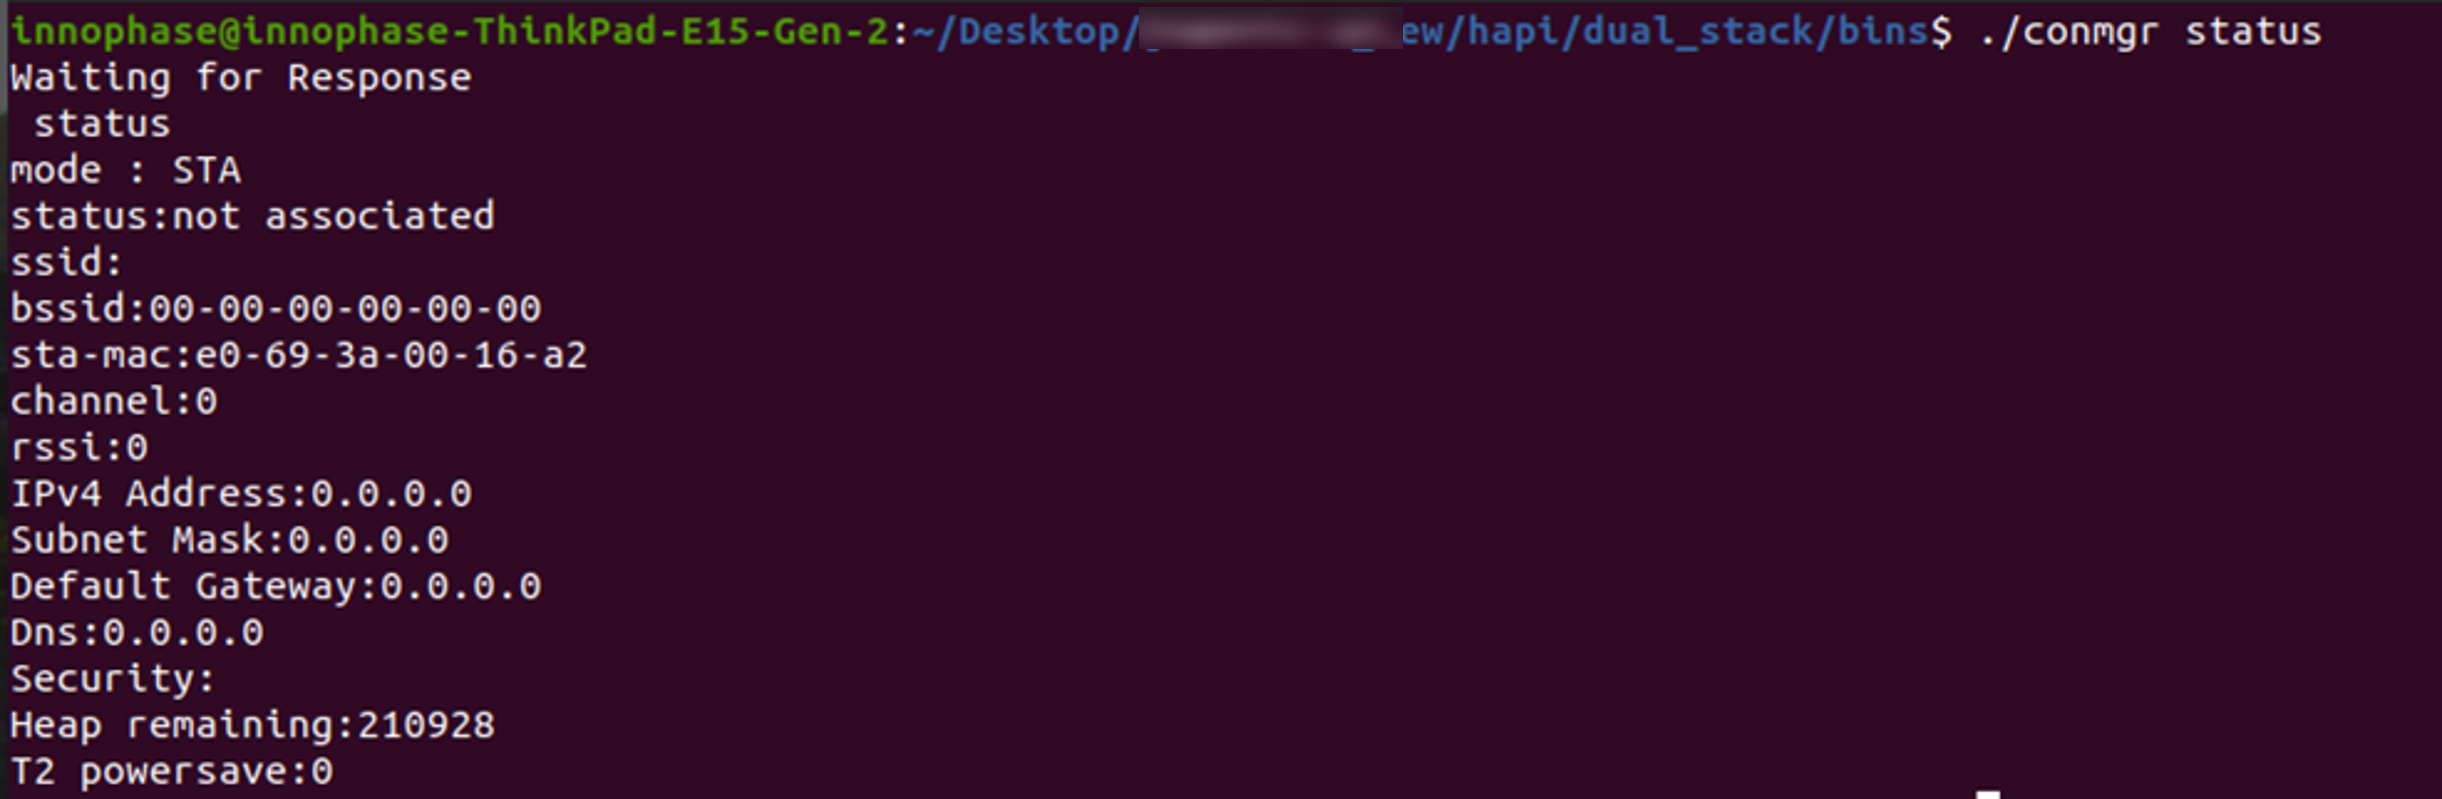 innophase@innophase-ThinkPad-E15-Gen-2:~/Desktop/ ew/hapi/dual_stack/bins$ ./conmgr status
Waiting for Response
 status
mode : STA
status:not associated
ssid:
bssid:00-00-00-00-00-00
sta-mac:e0-69-3a-00-16-a2
channel:0
rssi:0
IPv4 Address:0.0.0.0
Subnet Mask:0.0.0.0
Default Gateway:0.0.0.0
Dns:0.0.0.0
Security:
Heap remaining:210928
T2 powersave:0